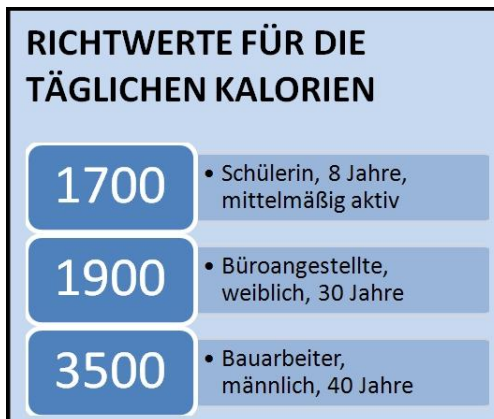 RICHTWERTE FÜR DIE
TÄGLICHEN KALORIEN
1700
• Schülerin, 8 Jahre,
mittelmäßig aktiv
1900
• Büroangestellte,
weiblich, 30 Jahre
3500
• Bauarbeiter,
männlich, 40 Jahre